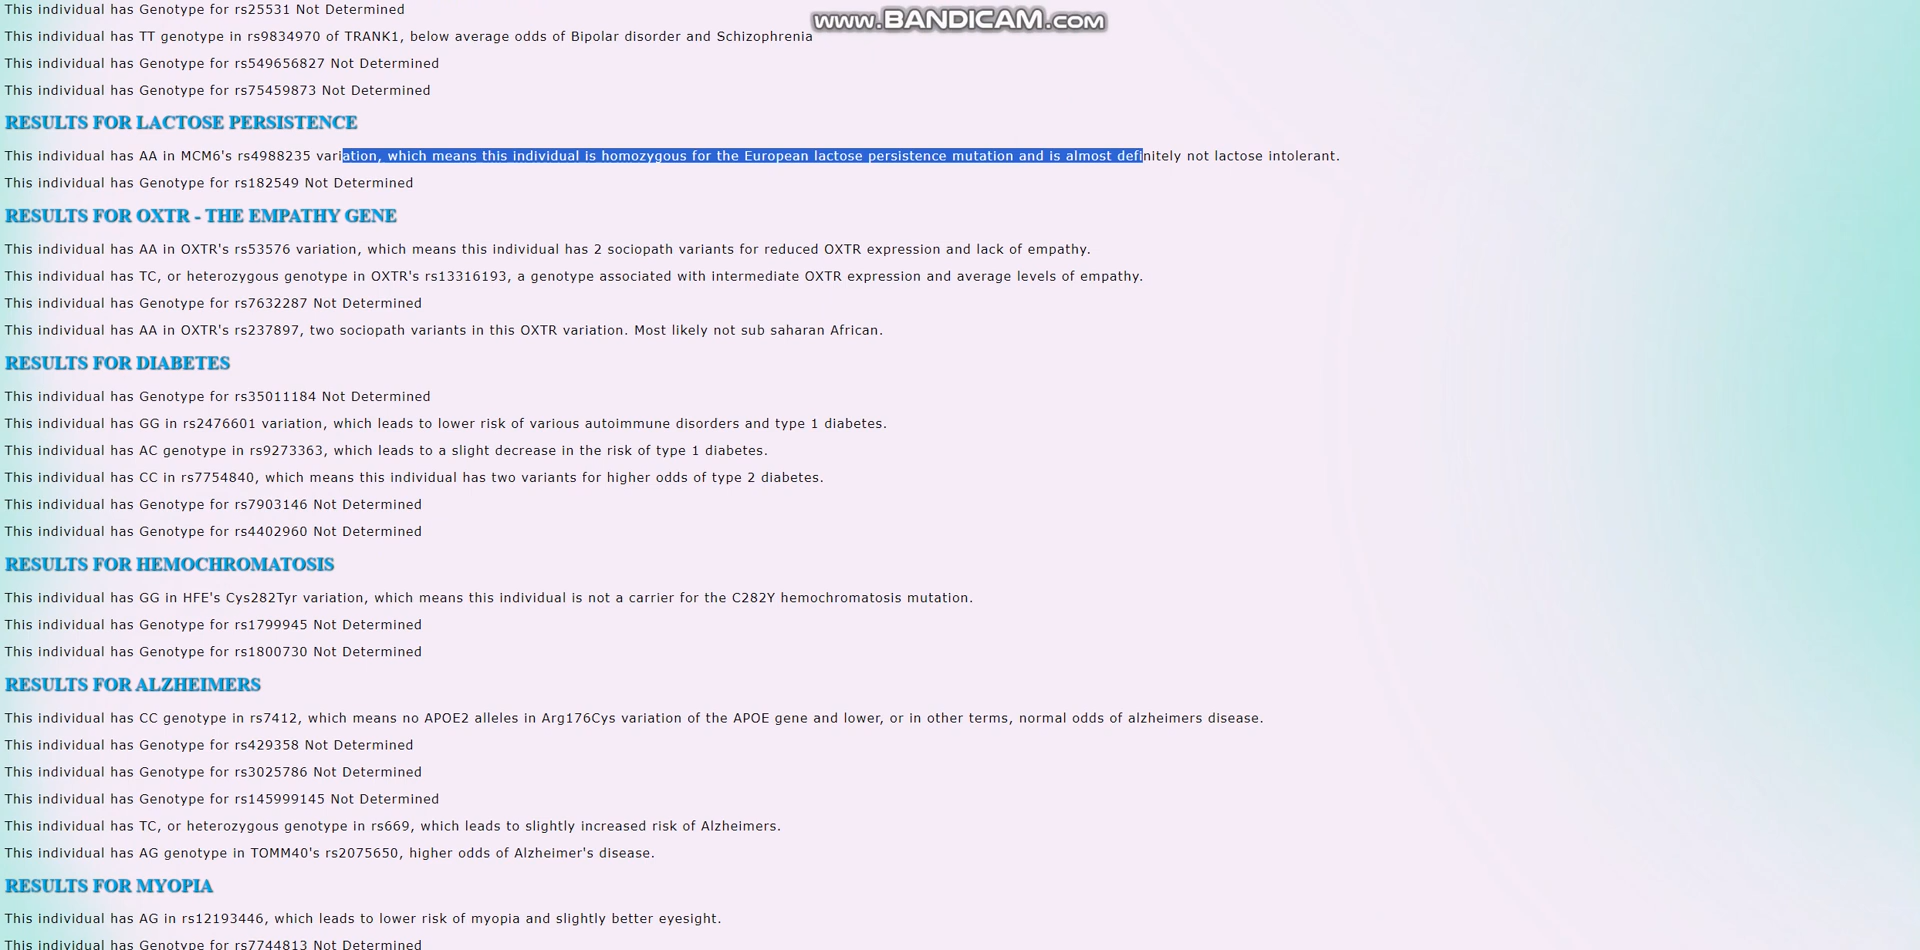 This individual has Genotype for rs25531 Not Determined
www.BANDICAM.com
This individual has TT genotype in rs9834970 of TRANK1, below average odds of Bipolar disorder and Schizophrenia
This individual has Genotype for rs549656827 Not Determined
This individual has Genotype for rs75459873 Not Determined
RESULTS FOR LACTOSE PERSISTENCE
This individual has AA in MCM6's rs4988235 variation, which means this individual is homozygous for the European lactose persistence mutation and is almost definitely not lactose intolerant.
This individual has Genotype for rs182549 Not Determined
RESULTS FOR OXTR - THE EMPATHY GENE
This individual has AA in OXTR's rs53576 variation, which means this individual has 2 sociopath variants for reduced OXTR expression and lack of empathy.
This individual has TC, or heterozygous genotype in OXTR's rs13316193, a genotype associated with intermediate OXTR expression and average levels of empathy.
This individual has Genotype for rs7632287 Not Determined
This individual has AA in OXTR's rs237897, two sociopath variants in this OXTR variation. Most likely not sub saharan African.
RESULTS FOR DIABETES
This individual has Genotype for rs35011184 Not Determined
This individual has GG in rs2476601 variation, which leads to lower risk of various autoimmune disorders and type 1 diabetes.
This individual has AC genotype in rs9273363, which leads to a slight decrease in the risk of type 1 diabetes.
This individual has CC in rs7754840, which means this individual has two variants for higher odds of type 2 diabetes.
This individual has Genotype for rs7903146 Not Determined
This individual has Genotype for rs4402960 Not Determined
RESULTS FOR HEMOCHROMATOSIS
This individual has GG in HFE's Cys282Tyr variation, which means this individual is not a carrier for the C282Y hemochromatosis mutation.
This individual has Genotype for rs1799945 Not Determined
This individual has Genotype for rs1800730 Not Determined
RESULTS FOR ALZHEIMERS
This individual has CC genotype in rs7412, which means no APOE2 alleles in Arg176Cys variation of the APOE gene and lower, or in other terms, normal odds of alzheimers disease.
This individual has Genotype for rs429358 Not Determined
This individual has Genotype for rs3025786 Not Determined
This individual has Genotype for rs145999145 Not Determined
This individual has TC, or heterozygous genotype in rs669, which leads to slightly increased risk of Alzheimers.
This individual has AG genotype in TOMM40's rs2075650, higher odds of Alzheimer's disease.
RESULTS FOR MYOPIA
This individual has AG in rs12193446, which leads to lower risk of myopia and slightly better eyesight.
This individual has Genotype for rs7744813 Not Determined